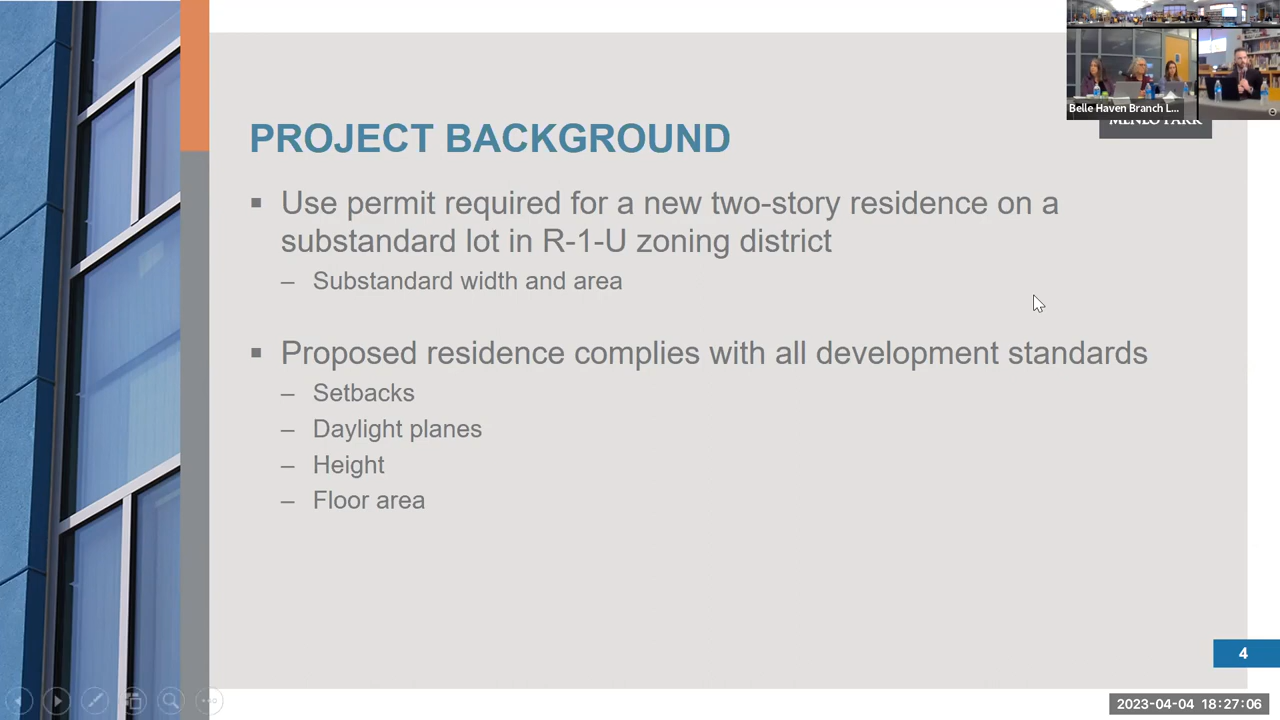 Belle Haven Branch L...
MENLO PARK
PROJECT BACKGROUND
▪ Use permit required for a new two-story residence on a
substandard lot in R-1-U zoning district
– Substandard width and area
▪ Proposed residence complies with all development standards
– Setbacks
– Daylight planes
– Height
– Floor area
4
2023-04-04 18:27:06